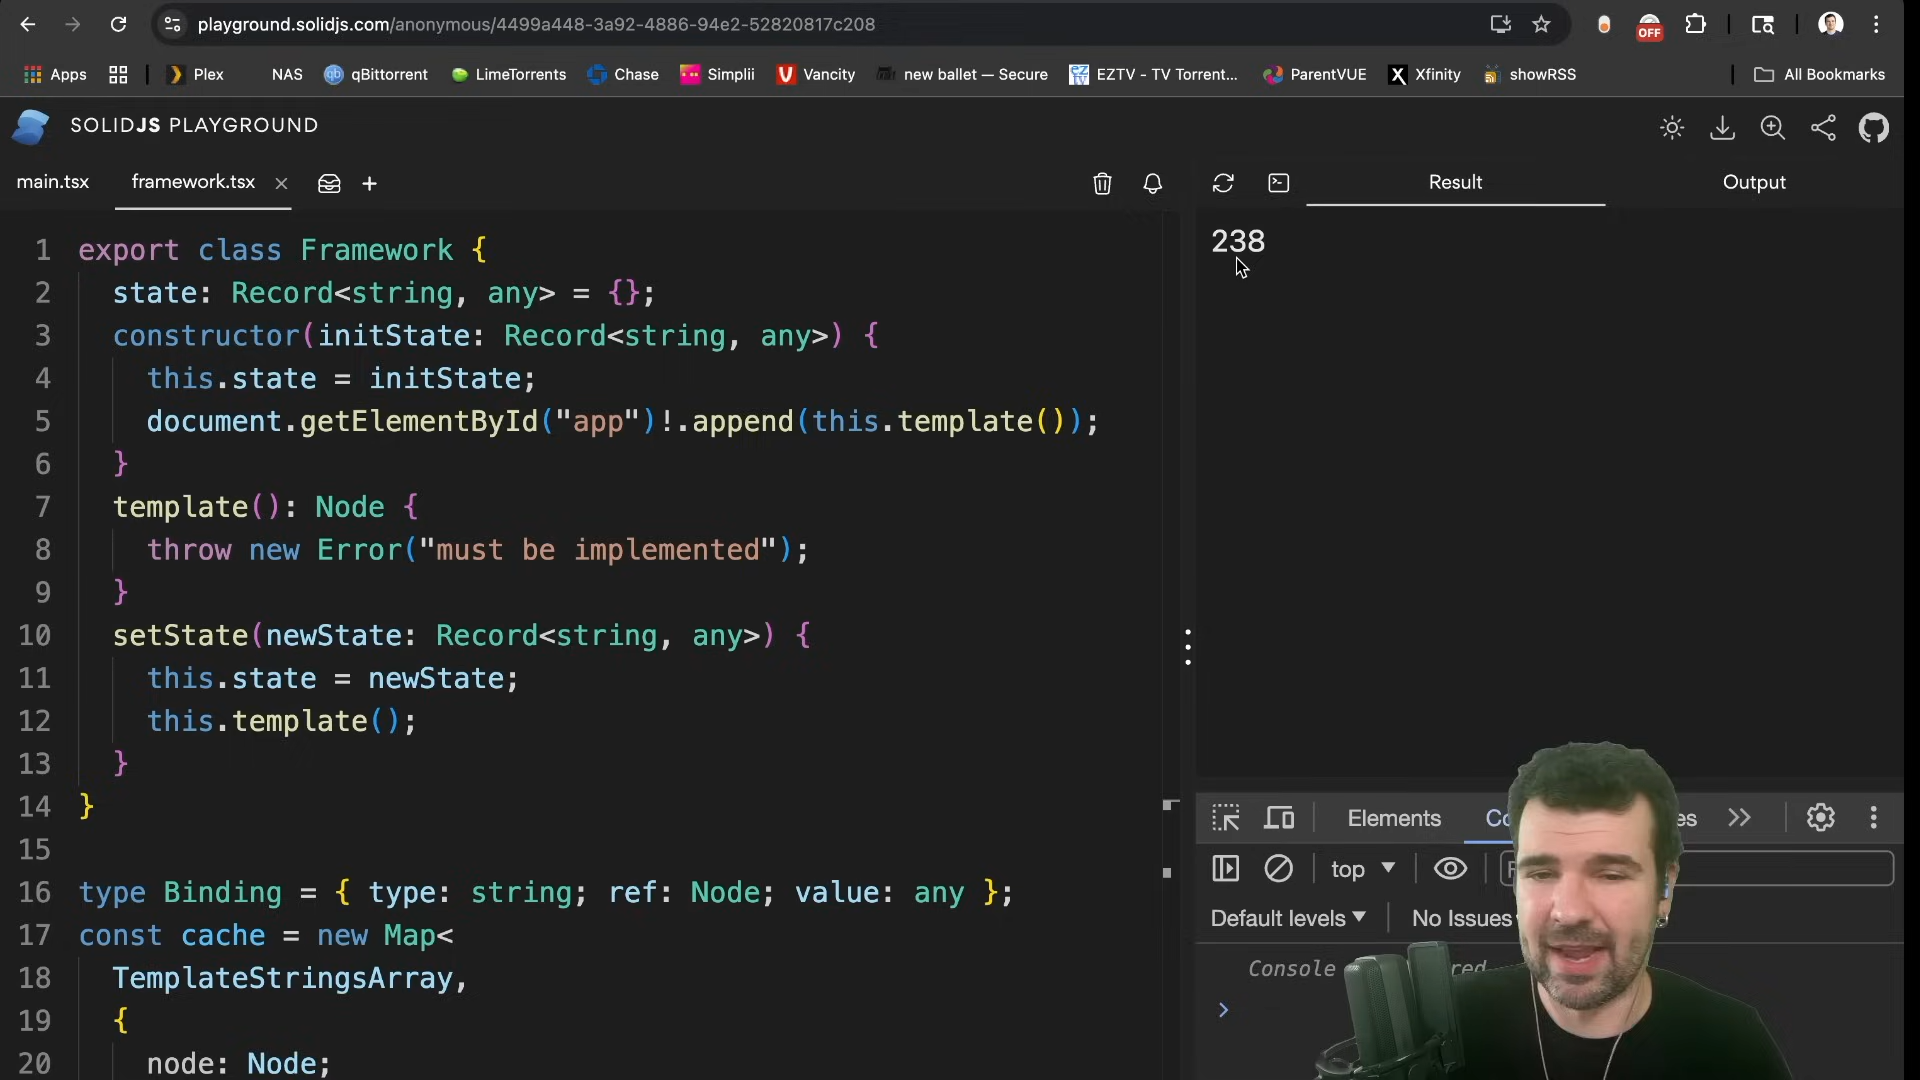 playground.solidjs.com/anonymous/4499a448-3a92-4886-94e2-52820817c208
OFF
Apps
Plex
NAS
qBittorrent
LimeTorrents
Chase
Simplii
Vancity
new ballet — Secure
EZTV - TV Torrent...
ParentVUE
Xfinity
showRSS
All Bookmarks
SOLIDJS PLAYGROUND
main.tsx
framework.tsx
Result
Output
1 export class Framework {
2 state: Record<string, any> = {};
3 constructor(initState: Record<string, any>) {
4 this.state = initState;
5 document.getElementById("app")!.append(this.template());
6 }
7 template(): Node {
8 throw new Error("must be implemented");
9 }
10 setState(newState: Record<string, any>) {
11 this.state = newState;
12 this.template();
13 }
14 }
15
16 type Binding = { type: string; ref: Node; value: any };
17 const cache = new Map<
18 TemplateStringsArray,
19 {
20 node: Node;
238
Elements
top
Default levels
No Issues
Console